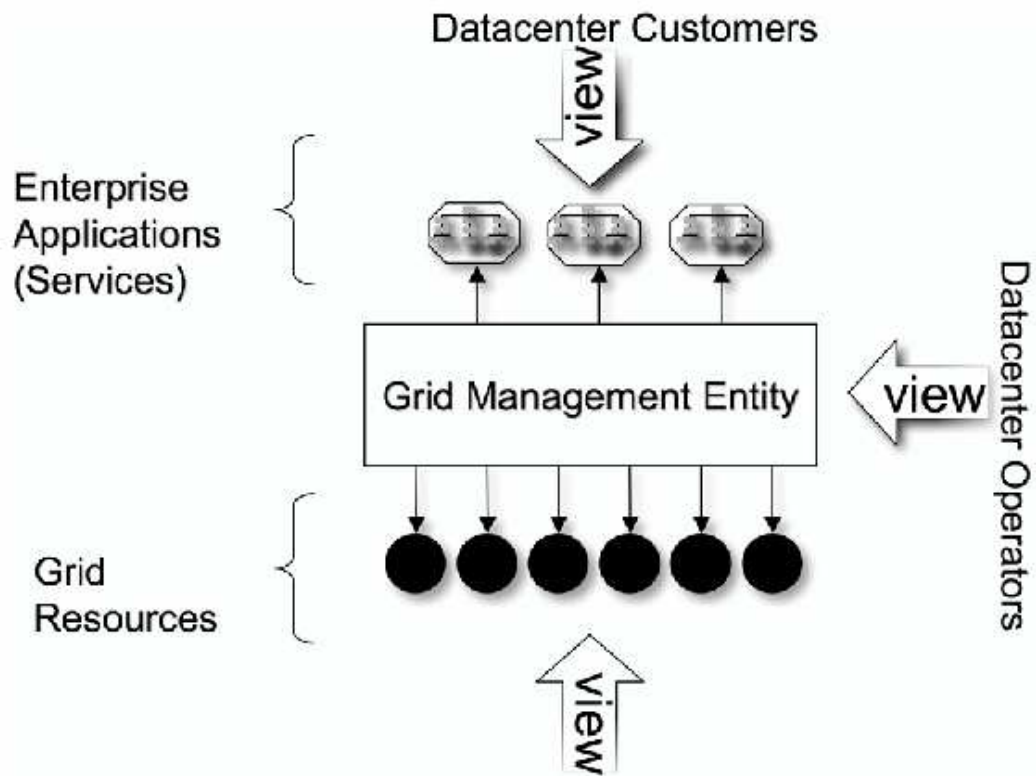 Datacenter Customers
view
Enterprise
Applications
(Services)
Grid Management Entity
view
Datacenter Operators
Grid
Resources
view